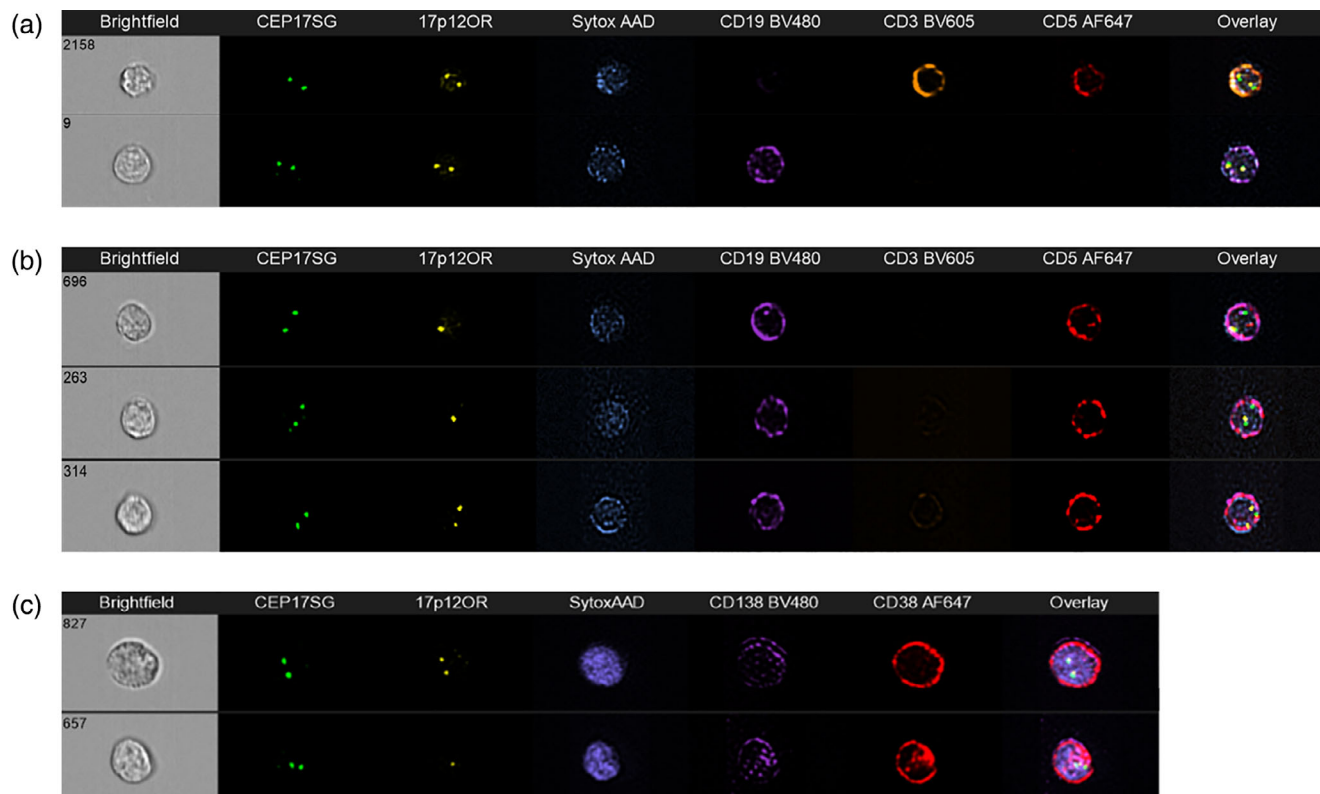 (a)
Brightfield CEP17SG 17p12OR Sytox AAD CD19 BV480 CD3 BV605 CD5 AF647 Overlay
2158
9
(b)
Brightfield CEP17SG 17p12OR Sytox AAD CD19 BV480 CD3 BV605 CD5 AF647 Overlay
696
263
314
(c)
Brightfield CEP17SG 17p12OR SytoxAAD CD138 BV480 CD38 AF647 Overlay
827
657